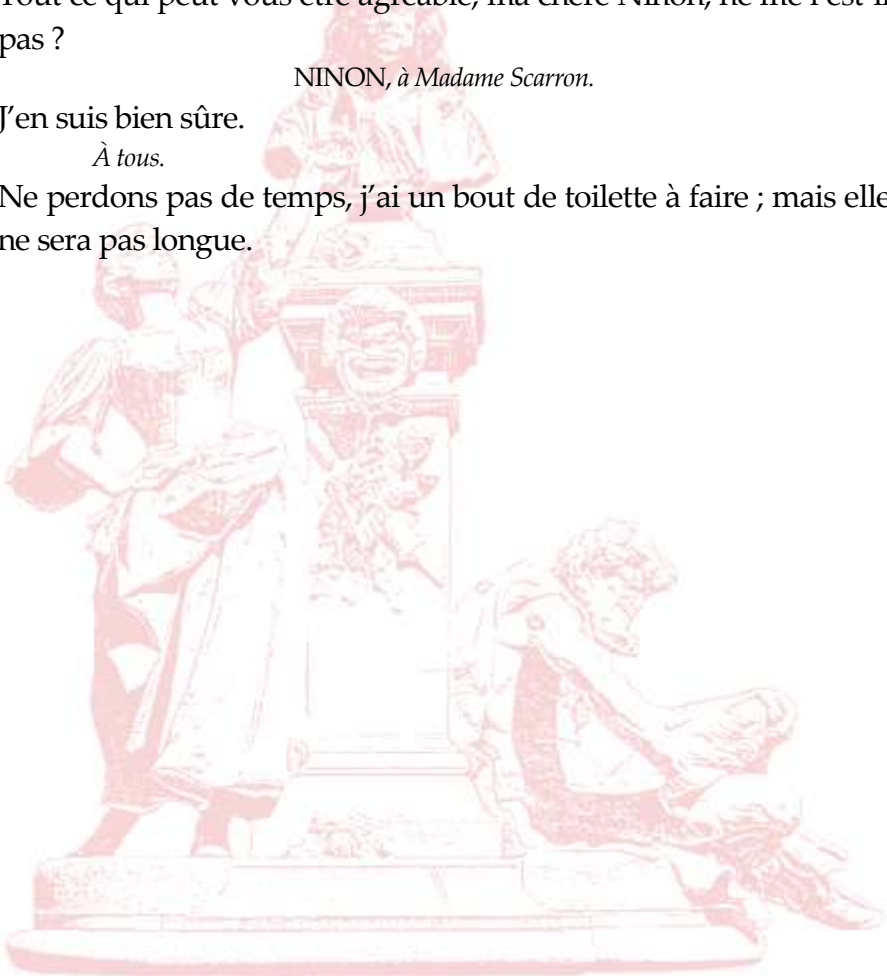 Tout ce qui peut vous être agréable, ma chère Ninon, ne me l'est-il
pas ?
NINON, à Madame Scarron.
J'en suis bien sûre.
À tous.
Ne perdons pas de temps, j'ai un bout de toilette à faire ; mais elle
ne sera pas longue.